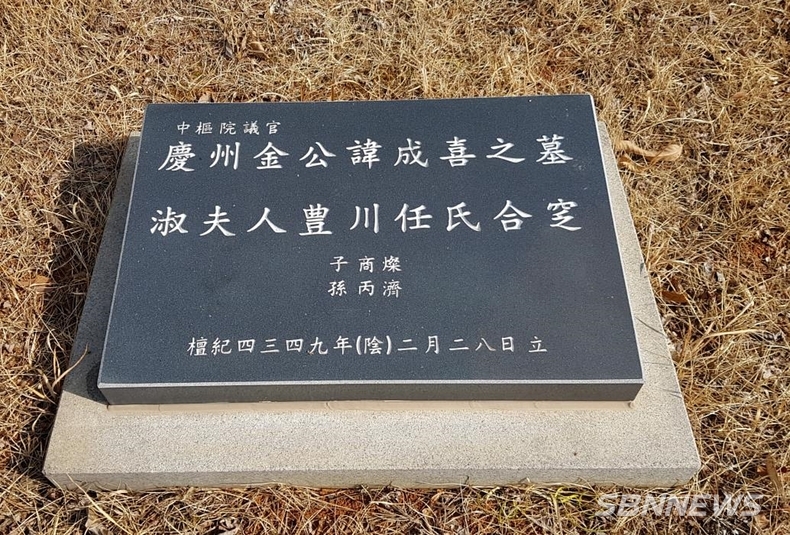 中樞院議官
慶州金公諱成喜之墓
淑夫人豊川任氏合窆
子商燦
孫丙濟
檀紀四三四九年(陰)二月二八日 立
SBNNEWS